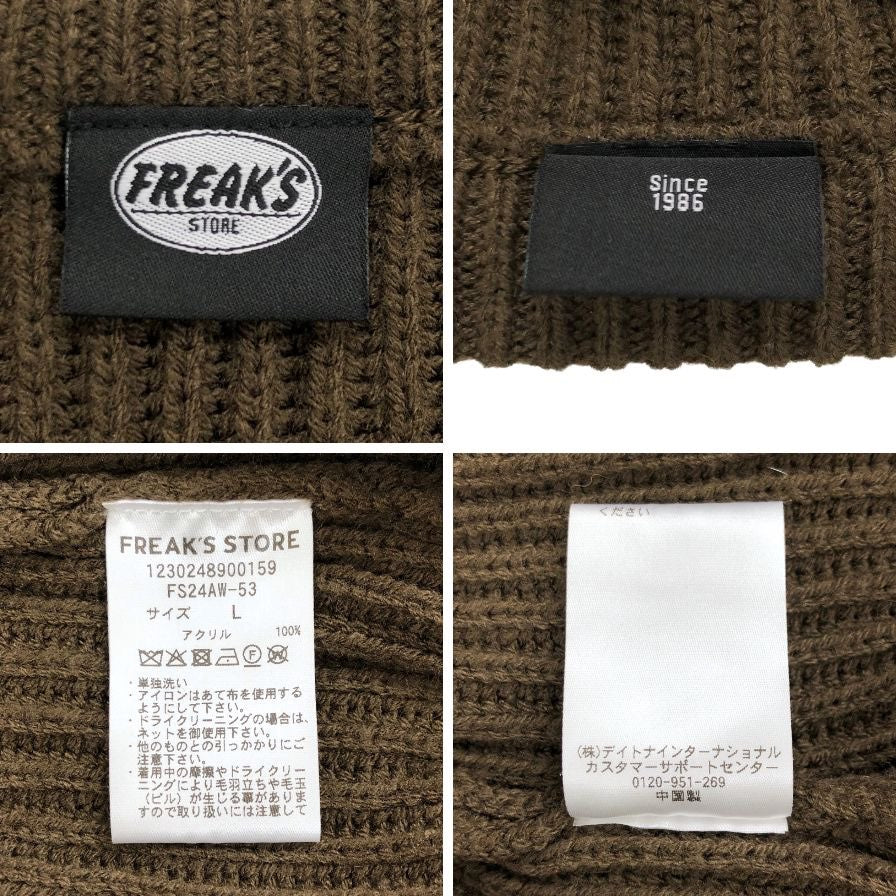 FREAK'S
STORE
Since
1986
FREAK'S STORE
1230248900159
FS24AW-53
サイズ L
アクリル 100%
・単独洗い
・アイロンはあて布を使用する
ようにして下さい。
・ドライクリーニングの場合は、
ネットを御使用下さい。
・他のものとの引っかかりにご
注意下さい。
・着用中の摩擦やドライクリー
ニングにより毛羽立ちや毛玉
(ピル)が生じる事がありま
すので取り扱いには注意して
ください
(株)デイトナインターナショナル
カスタマーサポートセンター
0120-951-269
中国製